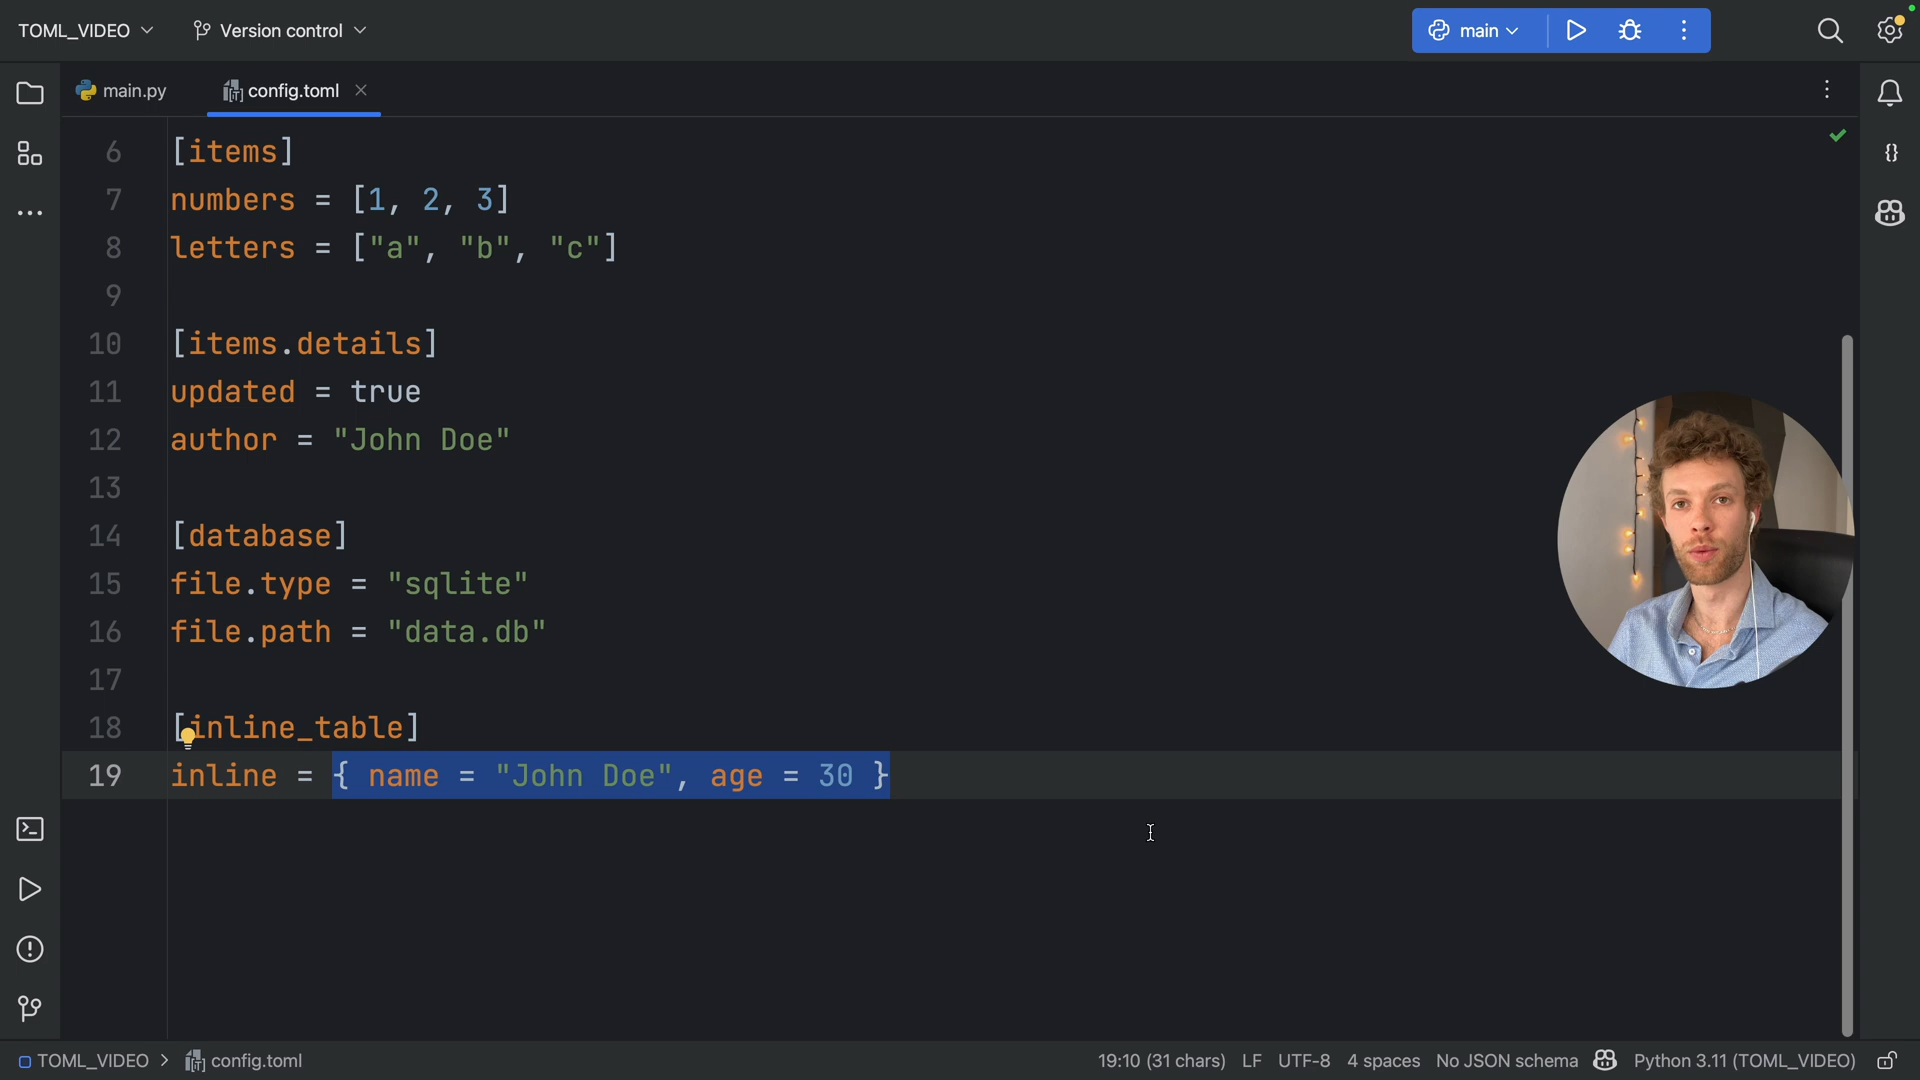 TOML_VIDEO Version control main
main.py config.toml
6 [items]
7 numbers = [1, 2, 3]
8 letters = ["a", "b", "c"]
9
10 [items.details]
11 updated = true
12 author = "John Doe"
13
14 [database]
15 file.type = "sqlite"
16 file.path = "data.db"
17
18 [inline_table]
19 inline = { name = "John Doe", age = 30 }
TOML_VIDEO > config.toml 19:10 (31 chars) LF UTF-8 4 spaces No JSON schema Python 3.11 (TOML_VIDEO)